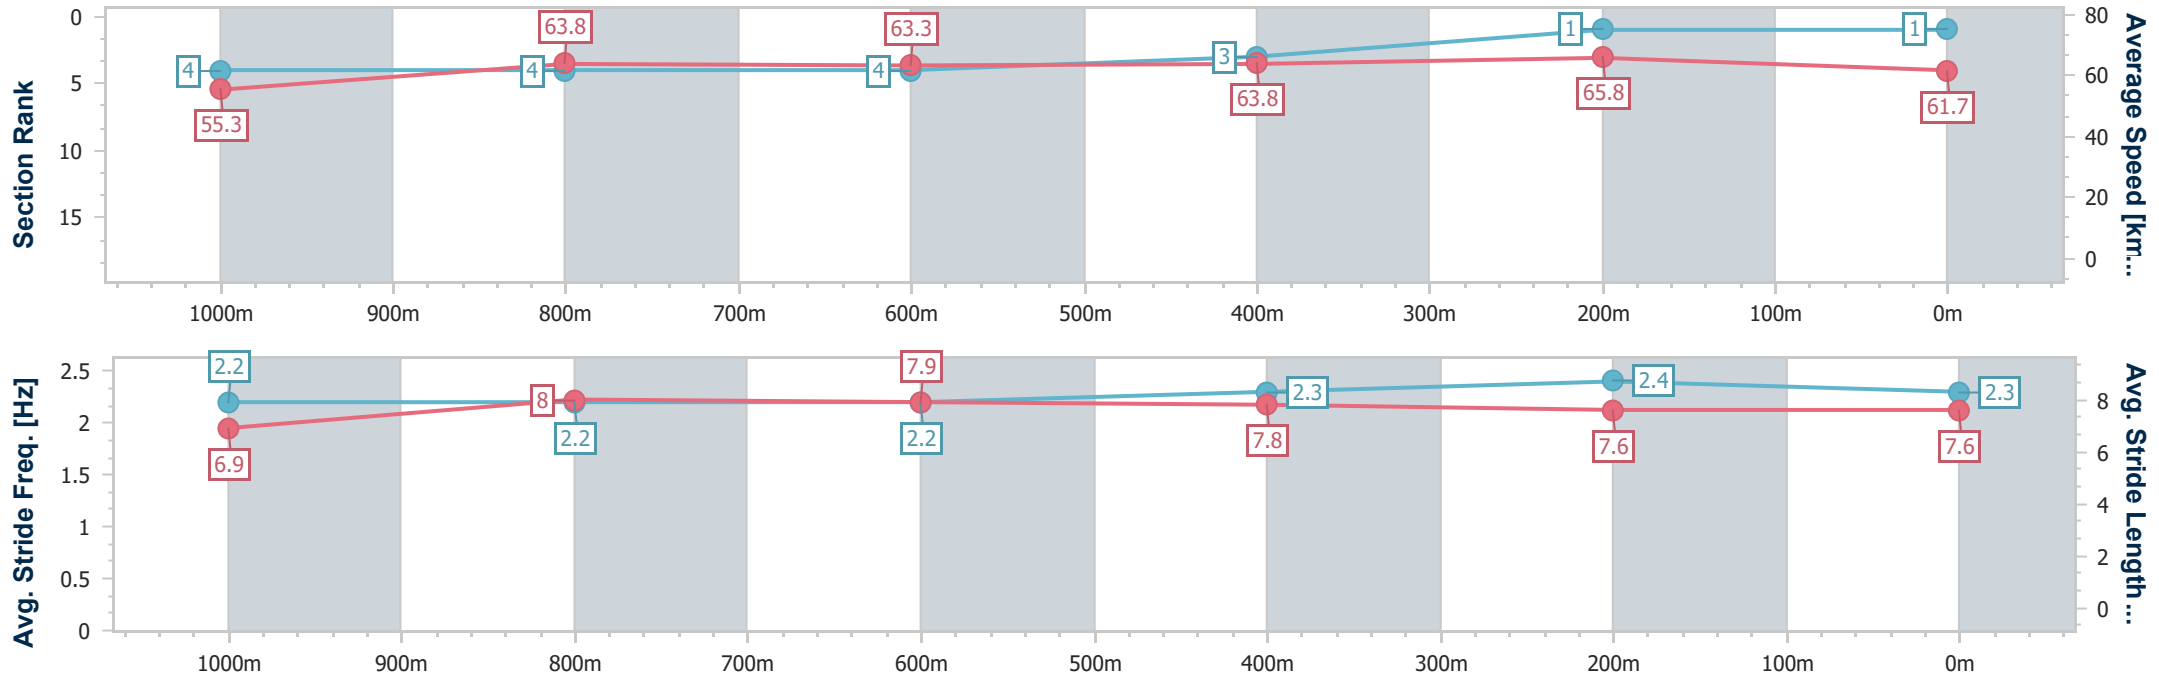 Section Rank
0
5
10
15
4
4
4
3
1
1
55.3
63.8
63.3
63.8
65.8
61.7
80
60
40
20
0
Average Speed [km...
1000m
900m
800m
700m
600m
500m
400m
300m
200m
100m
0m
Avg. Stride Freq. [Hz]
2.5
2
1.5
1
0.5
0
2.2
2.2
2.2
2.3
2.4
2.3
6.9
8
7.9
7.8
7.6
7.6
8
6
4
2
0
Avg. Stride Length ...
1000m
900m
800m
700m
600m
500m
400m
300m
200m
100m
0m